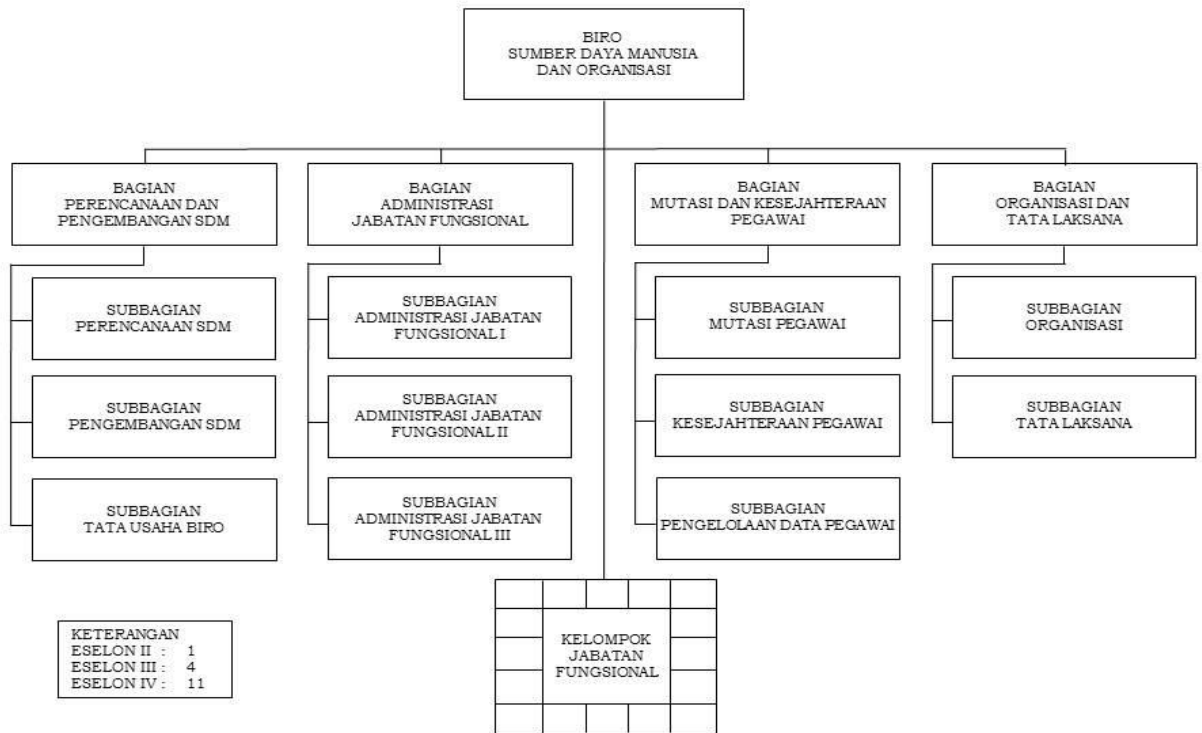 BIRO
SUMBER DAYA MANUSIA
DAN ORGANISASI
BAGIAN
PERENCANAAN DAN
PENGEMBANGAN SDM
BAGIAN
ADMINISTRASI
JABATAN FUNGSIONAL
BAGIAN
MUTASI DAN KESEJAHTERAAN
PEGAWAI
BAGIAN
ORGANISASI DAN
TATA LAKSANA
SUBBAGIAN
PERENCANAAN SDM
SUBBAGIAN
ADMINISTRASI JABATAN
FUNGSIONAL I
SUBBAGIAN
MUTASI PEGAWAI
SUBBAGIAN
ORGANISASI
SUBBAGIAN
PENGEMBANGAN SDM
SUBBAGIAN
ADMINISTRASI JABATAN
FUNGSIONAL II
SUBBAGIAN
KESEJAHTERAAN PEGAWAI
SUBBAGIAN
TATA LAKSANA
SUBBAGIAN
TATA USAHA BIRO
SUBBAGIAN
ADMINISTRASI JABATAN
FUNGSIONAL III
SUBBAGIAN
PENGELOLAAN DATA PEGAWAI
KELOMPOK
JABATAN
FUNGSIONAL
KETERANGAN
ESELON II : 1
ESELON III : 4
ESELON IV : 11